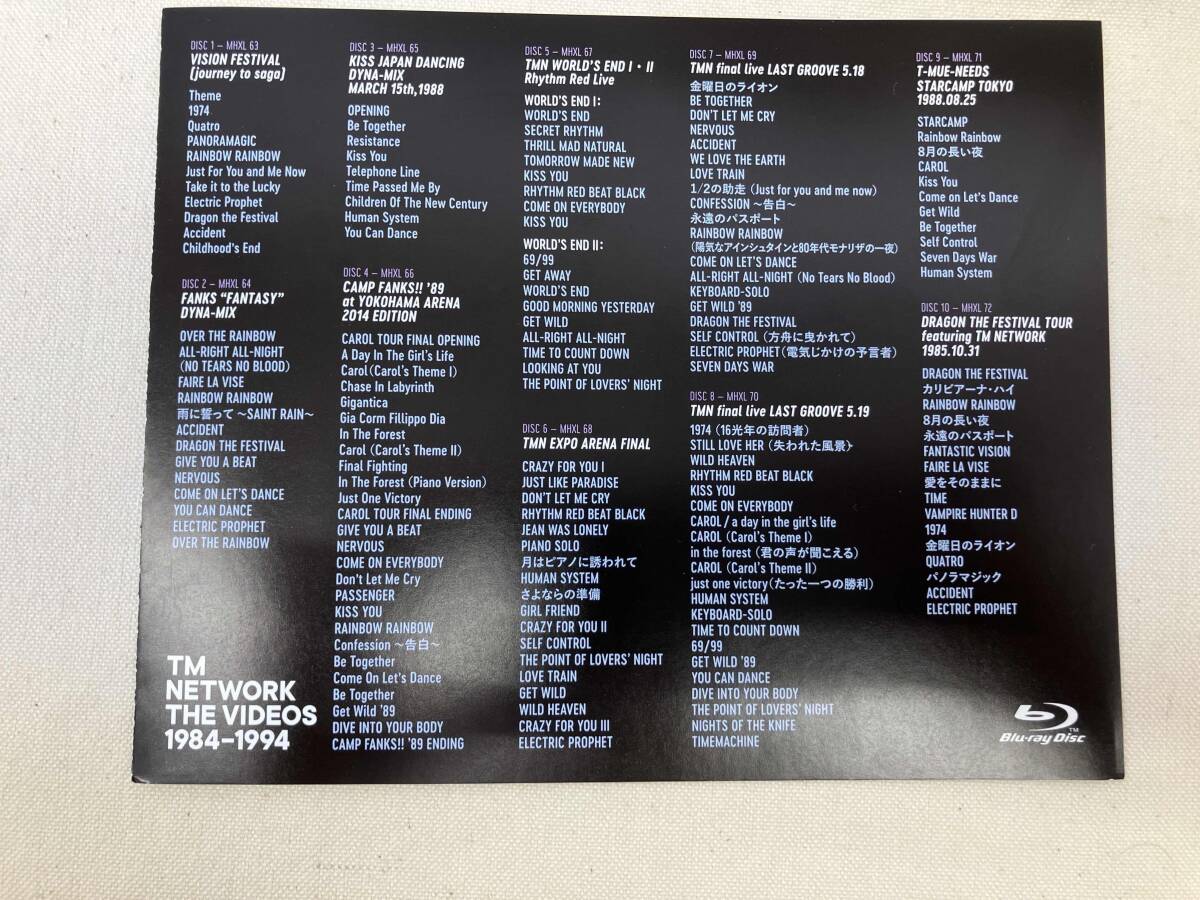 DISC 1 – MHXL 63
VISION FESTIVAL
(journey to saga)
Theme
1974
Quatro
PANORAMAGIC
RAINBOW RAINBOW
Just For You and Me Now
Take it to the Lucky
Electric Prophet
Dragon the Festival
Accident
Childhood's End
DISC 2 – MHXL 64
FANKS "FANTASY"
DYNA-MIX
OVER THE RAINBOW
ALL-RIGHT ALL-NIGHT
(NO TEARS NO BLOOD)
FAIRE LA VISE
RAINBOW RAINBOW
雨に誓って ～SAINT RAIN～
ACCIDENT
DRAGON THE FESTIVAL
GIVE YOU A BEAT
NERVOUS
COME ON LET'S DANCE
YOU CAN DANCE
ELECTRIC PROPHET
OVER THE RAINBOW
TM
NETWORK
THE VIDEOS
1984-1994
DISC 3 – MHXL 65
KISS JAPAN DANCING
DYNA-MIX
MARCH 15th,1988
OPENING
Be Together
Resistance
Kiss You
Telephone Line
Time Passed Me By
Children Of The New Century
Human System
You Can Dance
DISC 4 – MHXL 66
CAMP FANKS!! '89
at YOKOHAMA ARENA
2014 EDITION
CAROL TOUR FINAL OPENING
A Day In The Girl's Life
Carol (Carol's Theme I)
Chase In Labyrinth
Gigantica
Gia Corm Fillippo Dia
In The Forest
Carol (Carol's Theme II)
Final Fighting
In The Forest (Piano Version)
Just One Victory
CAROL TOUR FINAL ENDING
GIVE YOU A BEAT
NERVOUS
COME ON EVERYBODY
Don't Let Me Cry
PASSENGER
KISS YOU
RAINBOW RAINBOW
Confession ～告白～
Be Together
Come On Let's Dance
Be Together
Get Wild '89
DIVE INTO YOUR BODY
CAMP FANKS!! '89 ENDING
DISC 5 – MHXL 67
TMN WORLD'S END I・II
Rhythm Red Live
WORLD'S END I:
WORLD'S END
SECRET RHYTHM
THRILL MAD NATURAL
TOMORROW MADE NEW
KISS YOU
RHYTHM RED BEAT BLACK
COME ON EVERYBODY
KISS YOU
WORLD'S END II:
69/99
GET AWAY
WORLD'S END
GOOD MORNING YESTERDAY
GET WILD
ALL-RIGHT ALL-NIGHT
TIME TO COUNT DOWN
LOOKING AT YOU
THE POINT OF LOVERS' NIGHT
DISC 6 – MHXL 68
TMN EXPO ARENA FINAL
CRAZY FOR YOU I
JUST LIKE PARADISE
DON'T LET ME CRY
RHYTHM RED BEAT BLACK
JEAN WAS LONELY
PIANO SOLO
月はピアノに誘われて
HUMAN SYSTEM
さよならの準備
GIRL FRIEND
CRAZY FOR YOU II
SELF CONTROL
THE POINT OF LOVERS' NIGHT
LOVE TRAIN
GET WILD
WILD HEAVEN
CRAZY FOR YOU III
ELECTRIC PROPHET
DISC 7 – MHXL 69
TMN final live LAST GROOVE 5.18
金曜日のライオン
BE TOGETHER
DON'T LET ME CRY
NERVOUS
ACCIDENT
WE LOVE THE EARTH
LOVE TRAIN
1/2の助走 (Just for you and me now)
CONFESSION ～告白～
永遠のパスポート
RAINBOW RAINBOW
(陽気なアインシュタインと80年代モナリザの一夜)
COME ON LET'S DANCE
ALL-RIGHT ALL-NIGHT (No Tears No Blood)
KEYBOARD-SOLO
GET WILD '89
DRAGON THE FESTIVAL
SELF CONTROL (方舟に曳かれて)
ELECTRIC PROPHET (電気じかけの予言者)
SEVEN DAYS WAR
DISC 8 – MHXL 70
TMN final live LAST GROOVE 5.19
1974 (16光年の訪問者)
STILL LOVE HER (失われた風景)
WILD HEAVEN
RHYTHM RED BEAT BLACK
KISS YOU
COME ON EVERYBODY
CAROL / a day in the girl's life
CAROL (Carol's Theme I)
in the forest (君の声が聞こえる)
CAROL (Carol's Theme II)
just one victory (たった一つの勝利)
HUMAN SYSTEM
KEYBOARD-SOLO
TIME TO COUNT DOWN
69/99
GET WILD '89
YOU CAN DANCE
DIVE INTO YOUR BODY
THE POINT OF LOVERS' NIGHT
NIGHTS OF THE KNIFE
TIMEMACHINE
DISC 9 – MHXL 71
T-MUE-NEEDS
STARCAMP TOKYO
1988.08.25
STARCAMP
Rainbow Rainbow
8月の長い夜
CAROL
Kiss You
Come on Let's Dance
Get Wild
Be Together
Self Control
Seven Days War
Human System
DISC 10 – MHXL 72
DRAGON THE FESTIVAL TOUR
featuring TM NETWORK
1985.10.31
DRAGON THE FESTIVAL
カリビアーナ・ハイ
RAINBOW RAINBOW
8月の長い夜
永遠のパスポート
FANTASTIC VISION
FAIRE LA VISE
愛をそのままに
TIME
VAMPIRE HUNTER D
1974
金曜日のライオン
QUATRO
パノラマジック
ACCIDENT
ELECTRIC PROPHET
Blu-ray Disc
TM